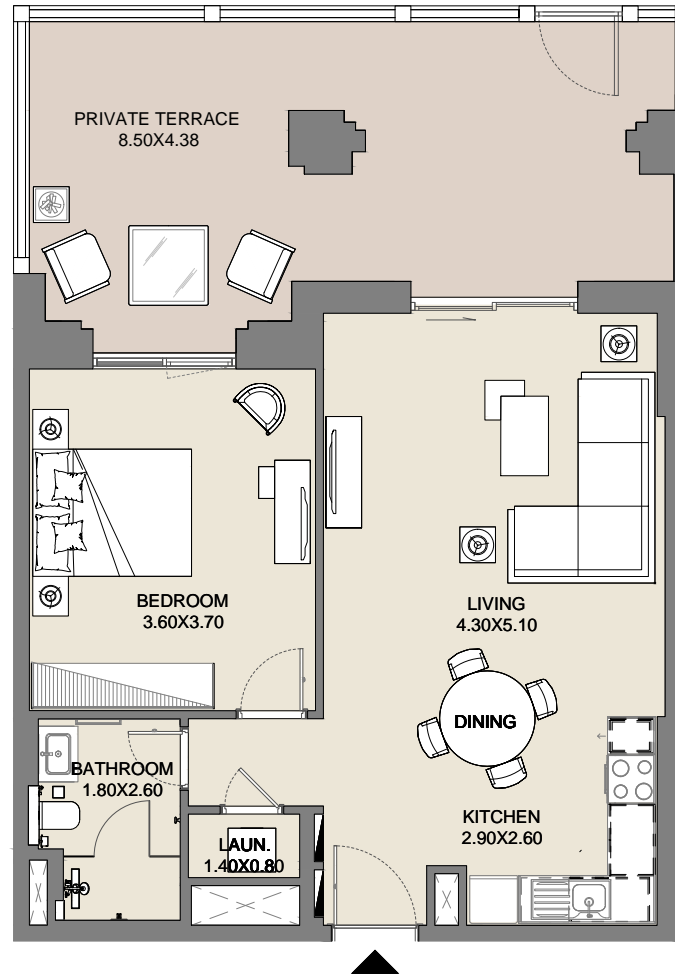 PRIVATE TERRACE
8.50X4.38
BEDROOM
3.60X3.70
LIVING
4.30X5.10
DINING
BATHROOM
1.80X2.60
KITCHEN
2.90X2.60
LAUN.
1.40X0.80